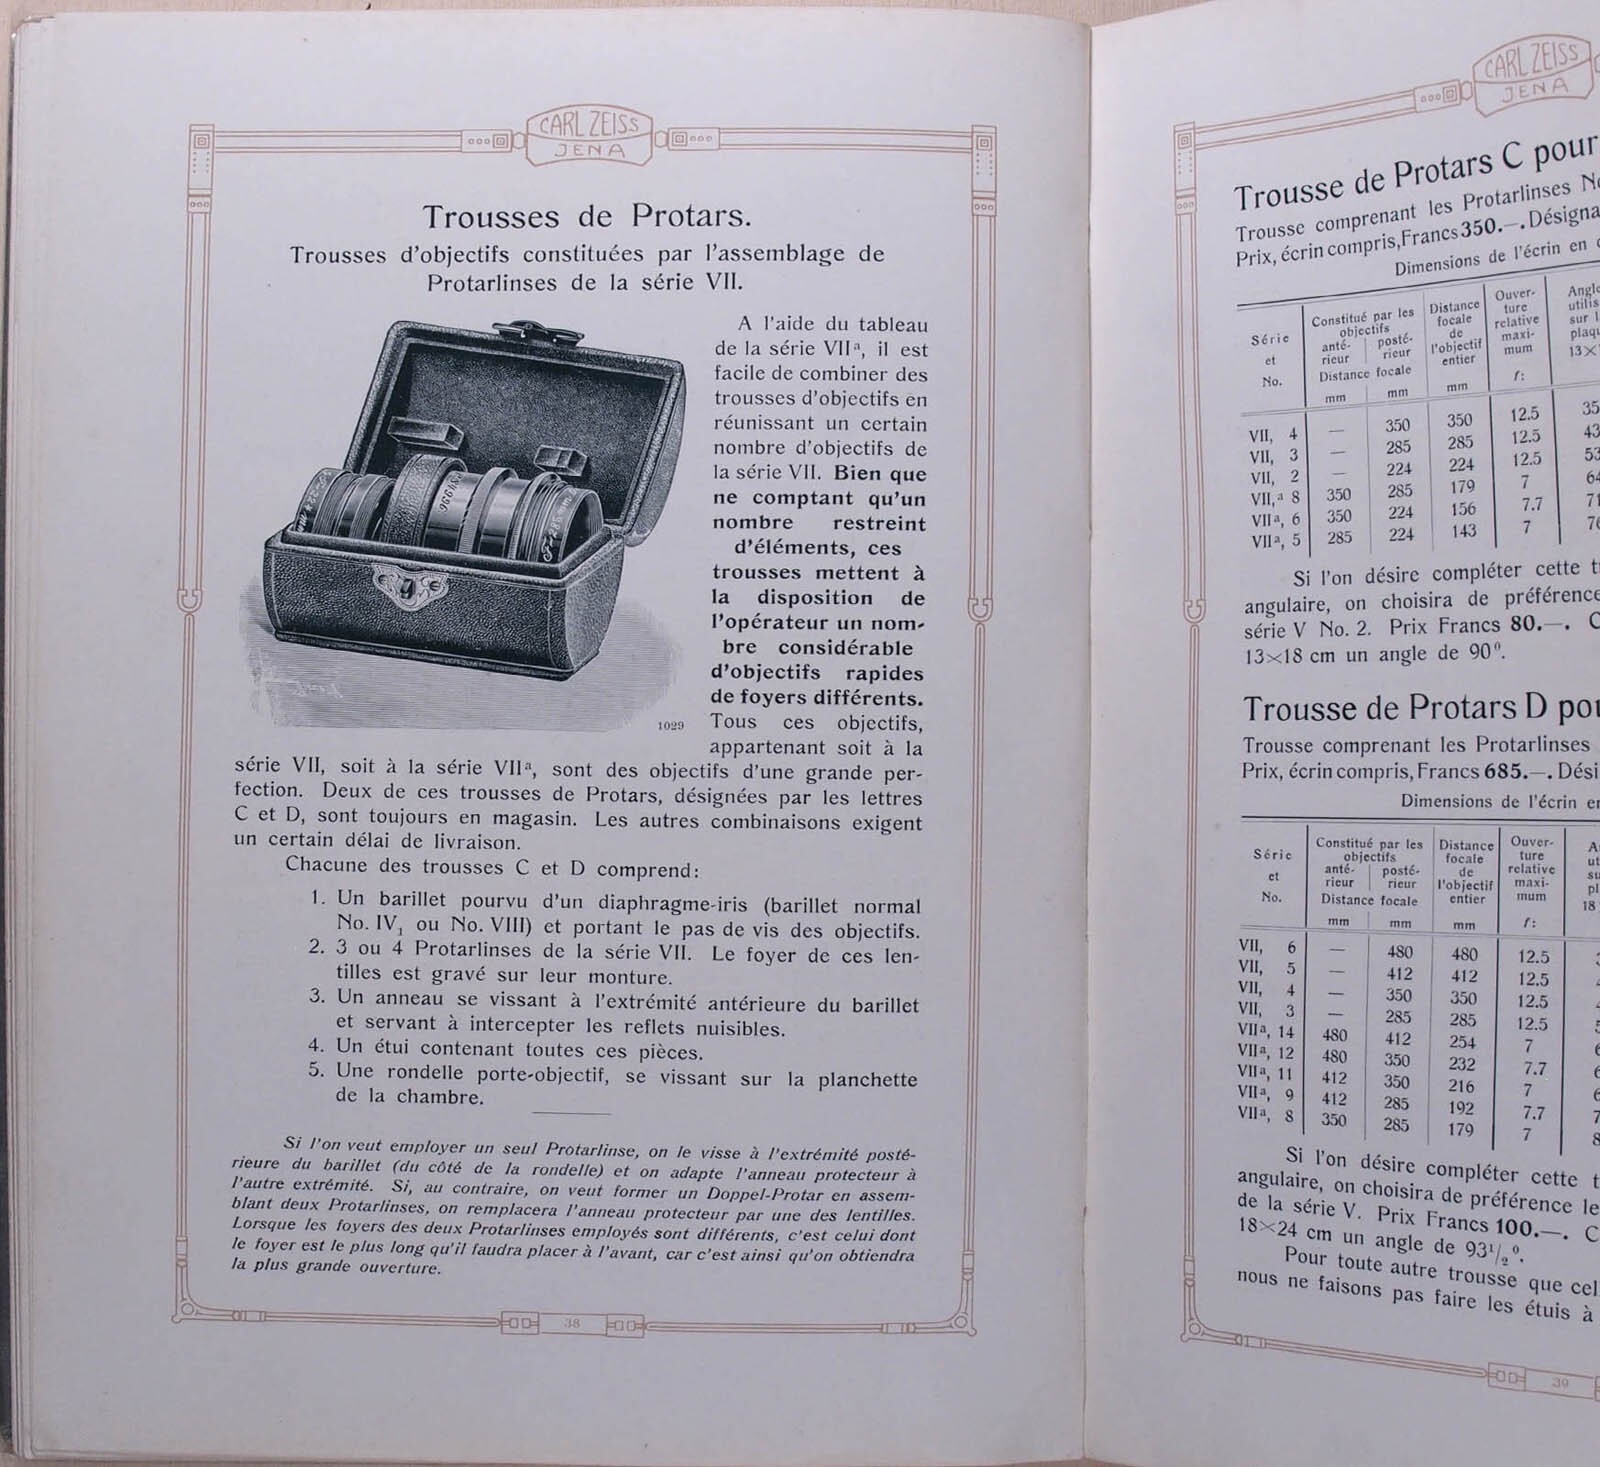 CARL ZEISS
JENA
Trousses de Protars.
Trousses d'objectifs constituées par l'assemblage de
Protarlinses de la série VII.
A l'aide du tableau
de la série VIIª, il est
facile de combiner des
trousses d'objectifs en
réunissant un certain
nombre d'objectifs de
la série VII. Bien que
ne comptant qu'un
nombre restreint
d'éléments, ces
trousses mettent à
la disposition de
l'opérateur un nom-
bre considérable
d'objectifs rapides
de foyers différents.
1029
Tous ces objectifs,
appartenant soit à la
série VII, soit à la série VIIª, sont des objectifs d'une grande per-
fection. Deux de ces trousses de Protars, désignées par les lettres
C et D, sont toujours en magasin. Les autres combinaisons exigent
un certain délai de livraison.
Chacune des trousses C et D comprend:
1. Un barillet pourvu d'un diaphragme-iris (barillet normal
No. IV₁ ou No. VIII) et portant le pas de vis des objectifs.
2. 3 ou 4 Protarlinses de la série VII. Le foyer de ces len-
tilles est gravé sur leur monture.
3. Un anneau se vissant à l'extrémité antérieure du barillet
et servant à intercepter les reflets nuisibles.
4. Un étui contenant toutes ces pièces.
5. Une rondelle porte-objectif, se vissant sur la planchette
de la chambre.
Si l'on veut employer un seul Protarlinse, on le visse à l'extrémité posté-
rieure du barillet (du côté de la rondelle) et on adapte l'anneau protecteur à
l'autre extrémité. Si, au contraire, on veut former un Doppel-Protar en assem-
blant deux Protarlinses, on remplacera l'anneau protecteur par une des lentilles.
Lorsque les foyers des deux Protarlinses employés sont différents, c'est celui dont
le foyer est le plus long qu'il faudra placer à l'avant, car c'est ainsi qu'on obtiendra
la plus grande ouverture.
38
CARL ZEISS
JENA
Trousse de Protars C pour
Trousse comprenant les Protarlinses
Prix, écrin compris, Francs 350.—. Désigna
Dimensions de l'écrin en
Série et No. | Constitué par les objectifs anté-rieur | posté-rieur Distance focale mm mm | Distance focale de l'objectif entier mm | Ouver-ture relative maxi-mum f: | Angle utilis sur l plaqu 13×
VII, 4 — 350 350 12.5 35
VII, 3 — 285 285 12.5 43
VII, 2 — 224 224 12.5 53
VII,ª 8 350 285 179 7 64
VIIª, 6 350 224 156 7.7 71
VIIª, 5 285 224 143 7 76
Si l'on désire compléter cette t
angulaire, on choisira de préférence
série V No. 2. Prix Francs 80.—. C
13×18 cm un angle de 90⁰.
Trousse de Protars D pou
Trousse comprenant les Protarlinses
Prix, écrin compris, Francs 685.—. Dési
Dimensions de l'écrin en
Série et No. | Constitué par les objectifs anté-rieur | posté-rieur Distance focale mm mm | Distance focale de l'objectif entier mm | Ouver-ture relative maxi-mum f: | A ut su pl 18
VII, 6 — 480 480 12.5
VII, 5 — 412 412 12.5
VII, 4 — 350 350 12.5
VII, 3 — 285 285 12.5
VIIª, 14 480 412 254 7
VIIª, 12 480 350 232 7.7
VIIª, 11 412 350 216 7
VIIª, 9 412 285 192 7.7
VIIª, 8 350 285 179 7
Si l'on désire compléter cette t
angulaire, on choisira de préférence le
de la série V. Prix Francs 100.—. C
18×24 cm un angle de 93¹/₂⁰.
Pour toute autre trousse que cel
nous ne faisons pas faire les étuis à
39